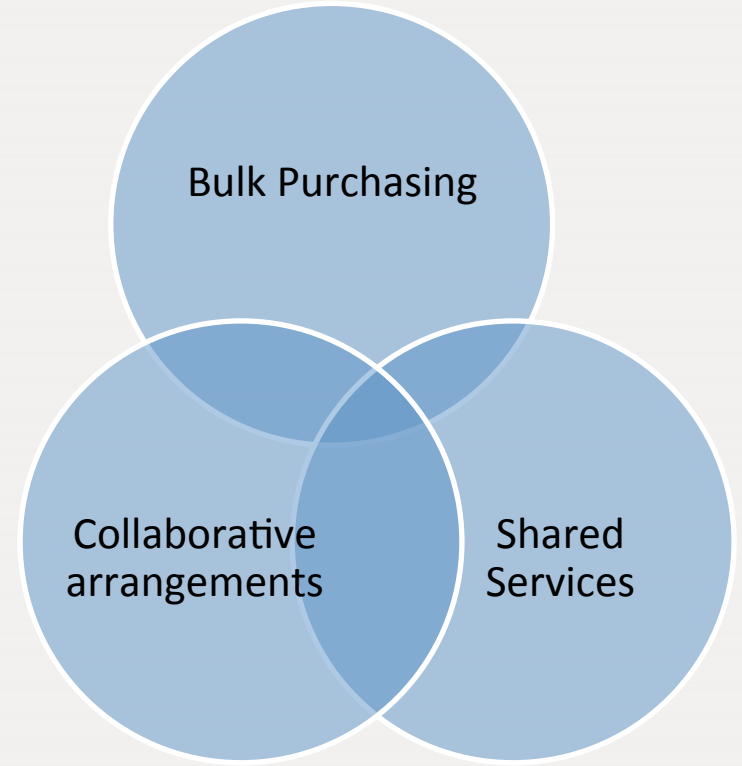 Bulk Purchasing
Collaborative
arrangements
Shared
Services